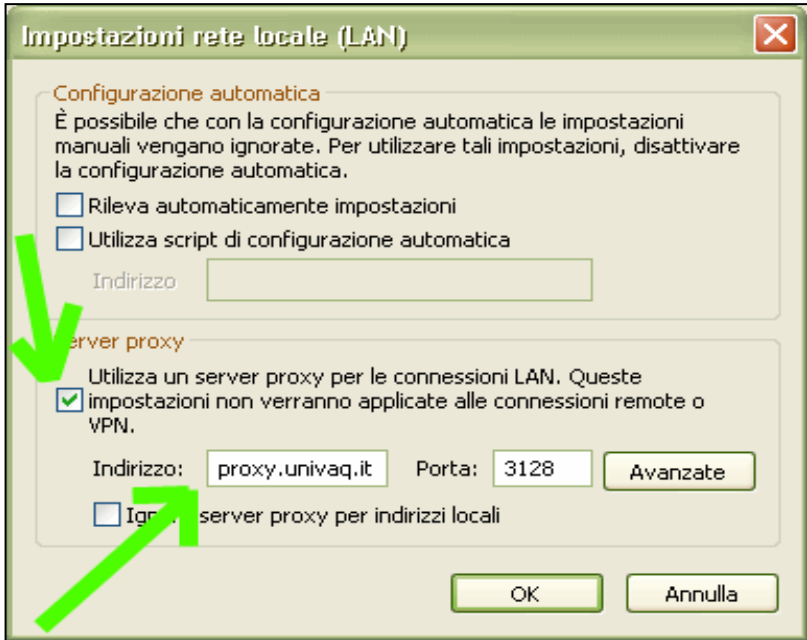 Impostazioni rete locale (LAN)
Configurazione automatica
È possibile che con la configurazione automatica le impostazioni
manuali vengano ignorate. Per utilizzare tali impostazioni, disattivare
la configurazione automatica.
Rileva automaticamente impostazioni
Utilizza script di configurazione automatica
Indirizzo
erver proxy
Utilizza un server proxy per le connessioni LAN. Queste
impostazioni non verranno applicate alle connessioni remote o
VPN.
Indirizzo: proxy.univaq.it Porta: 3128 Avanzate
server proxy per indirizzi locali
OK Annulla